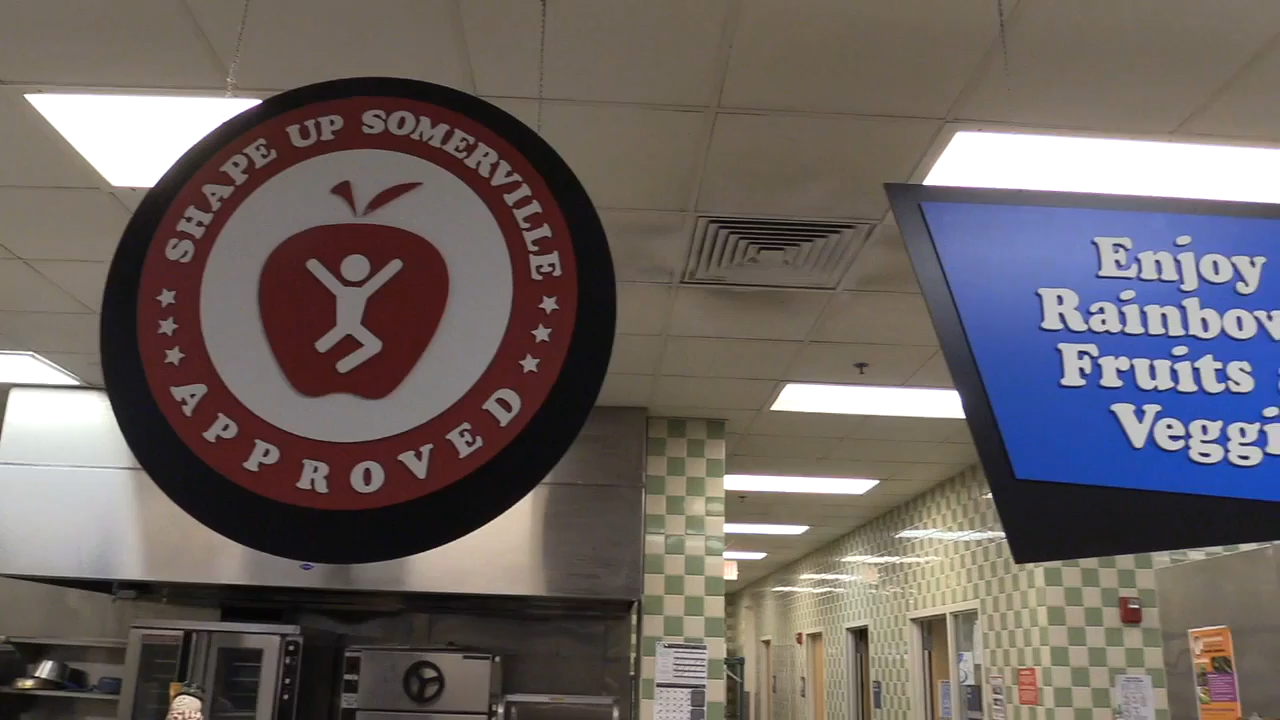 SHAPE UP SOMERVILLE
APPROVED
Enjoy
Rainbow
Fruits
Veggi